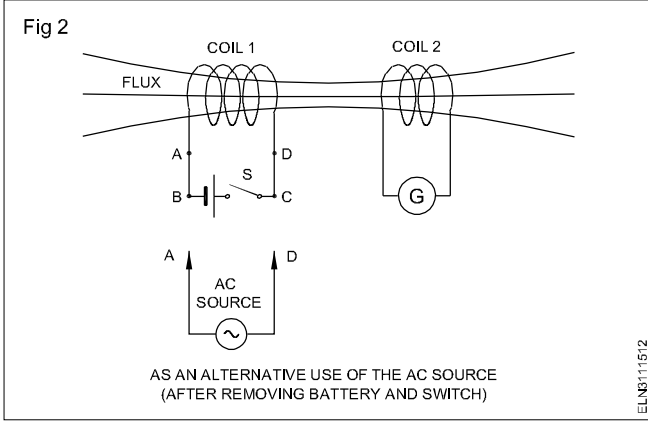 Fig 2
COIL 1
COIL 2
FLUX
A
D
S
B
C
G
A
D
AC
SOURCE
AS AN ALTERNATIVE USE OF THE AC SOURCE
(AFTER REMOVING BATTERY AND SWITCH)
ELN3111512